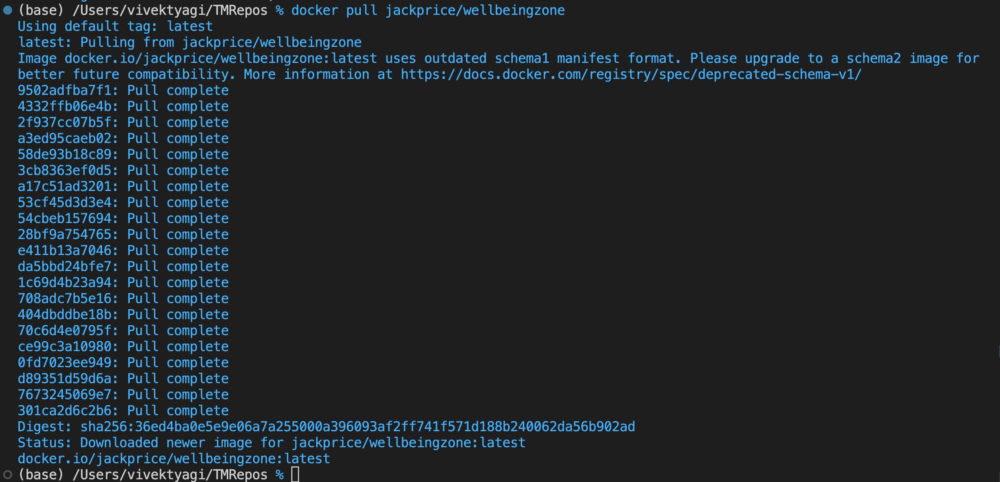 (base) /Users/vivektyagi/TMRepos % docker pull jackprice/wellbeingzone
Using default tag: latest
latest: Pulling from jackprice/wellbeingzone
Image docker.io/jackprice/wellbeingzone:latest uses outdated schema1 manifest format. Please upgrade to a schema2 image for
better future compatibility. More information at https://docs.docker.com/registry/spec/deprecated-schema-v1/
9502adfba7f1: Pull complete
4332ffb06e4b: Pull complete
2f937cc07b5f: Pull complete
a3ed95caeb02: Pull complete
58de93b18c89: Pull complete
3cb8363ef0d5: Pull complete
a17c51ad3201: Pull complete
53cf45d3d3e4: Pull complete
54cbeb157694: Pull complete
28bf9a754765: Pull complete
e411b13a7046: Pull complete
da5bbd24bfe7: Pull complete
1c69d4b23a94: Pull complete
708adc7b5e16: Pull complete
404dbddbe18b: Pull complete
70c6d4e0795f: Pull complete
ce99c3a10980: Pull complete
0fd7023ee949: Pull complete
d89351d59d6a: Pull complete
7673245069e7: Pull complete
301ca2d6c2b6: Pull complete
Digest: sha256:36ed4ba0e5e9e06a7a255000a396093af2ff741f571d188b240062da56b902ad
Status: Downloaded newer image for jackprice/wellbeingzone:latest
docker.io/jackprice/wellbeingzone:latest
(base) /Users/vivektyagi/TMRepos %